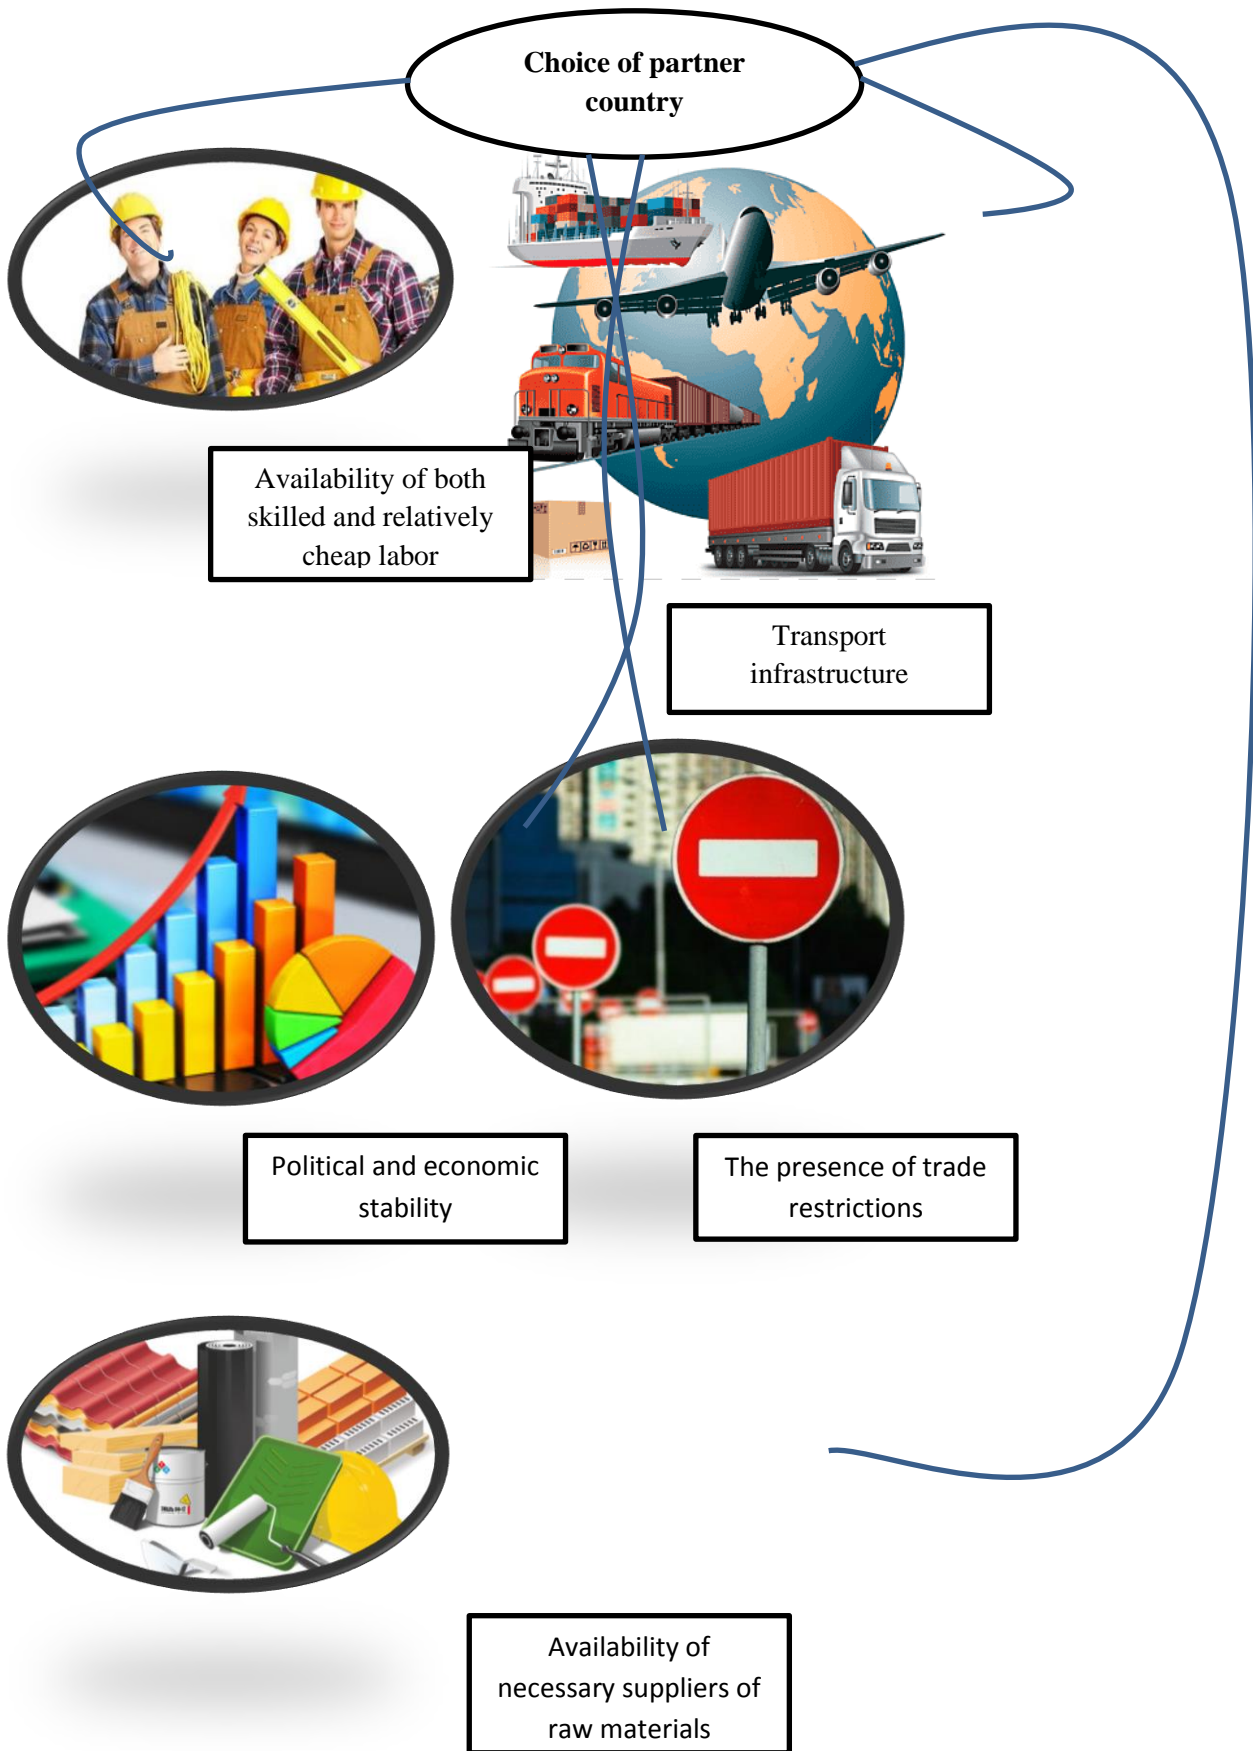 Choice of partner
country
Availability of both
skilled and relatively
cheap labor
Transport
infrastructure
Political and economic
stability
The presence of trade
restrictions
Availability of
necessary suppliers of
raw materials